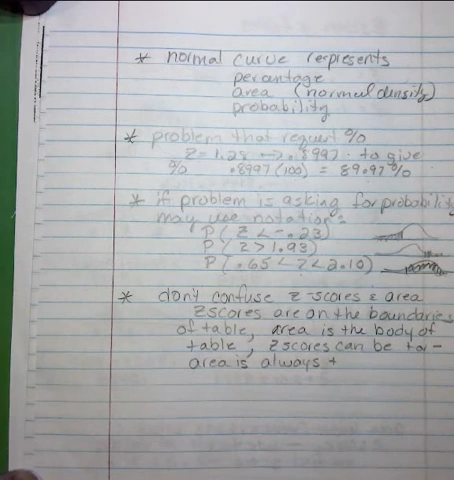 * normal curve rerpresents
percentage
area (normal density)
probability
* problem that request %
z = 1.28 → .8997 . to give
% .8997 (100) = 89.97 %
* if problem is asking for probability
may use notation:
P ( z < -.23)
P ( z > 1.93)
P ( .65 < z < 2.10)
* don't confuse z-scores & area
zscores are on the boundaries
of table, area is the body of
table, zscores can be + or -
area is always +